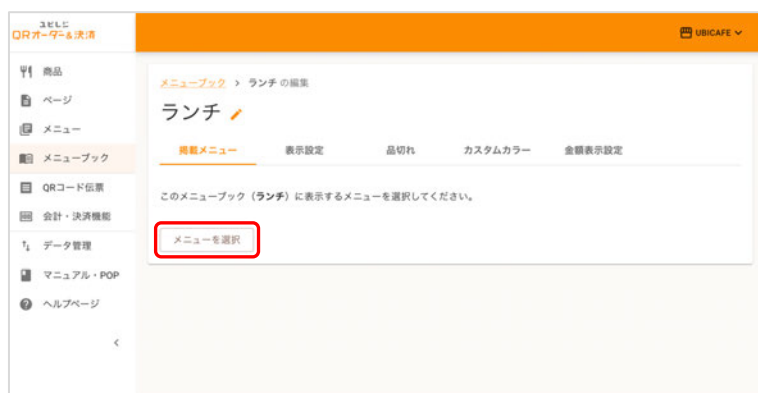 ユビレジ
QRオーダー&決済
UBICAFE
商品
ページ
メニュー
メニューブック
QRコード伝票
会計・決済機能
データ管理
マニュアル・POP
ヘルプページ
メニューブック > ランチ の編集
ランチ
掲載メニュー 表示設定 品切れ カスタムカラー 金額表示設定
このメニューブック（ランチ）に表示するメニューを選択してください。
メニューを選択